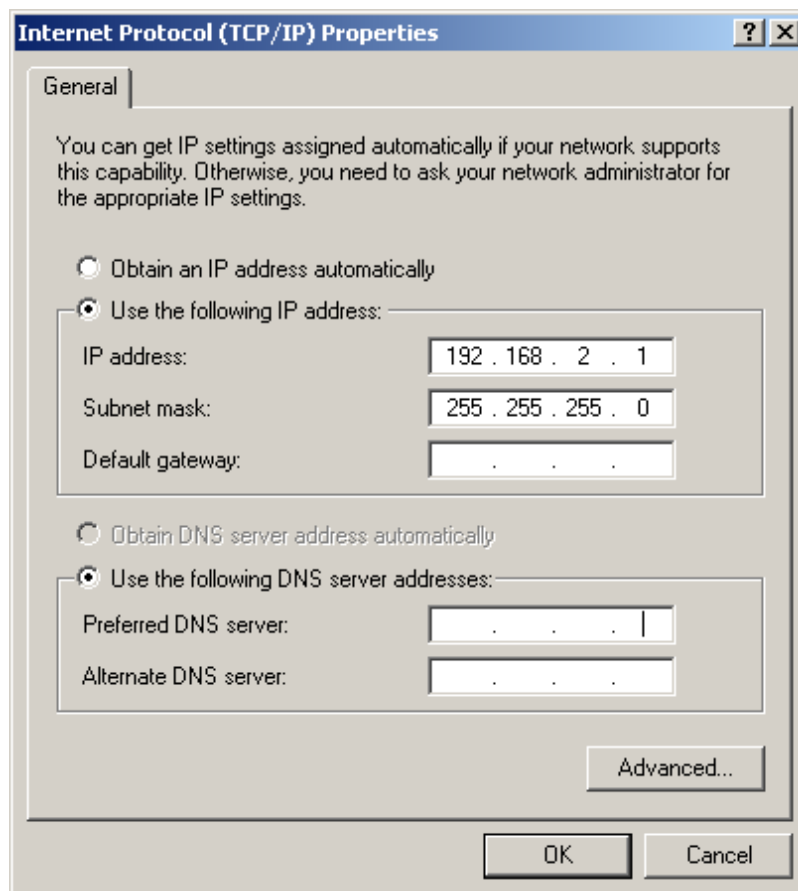 Internet Protocol (TCP/IP) Properties
General
You can get IP settings assigned automatically if your network supports
this capability. Otherwise, you need to ask your network administrator for
the appropriate IP settings.
Obtain an IP address automatically
Use the following IP address:
IP address: 192 . 168 . 2 . 1
Subnet mask: 255 . 255 . 255 . 0
Default gateway: . . .
Obtain DNS server address automatically
Use the following DNS server addresses:
Preferred DNS server: . . .
Alternate DNS server: . . .
Advanced...
OK Cancel